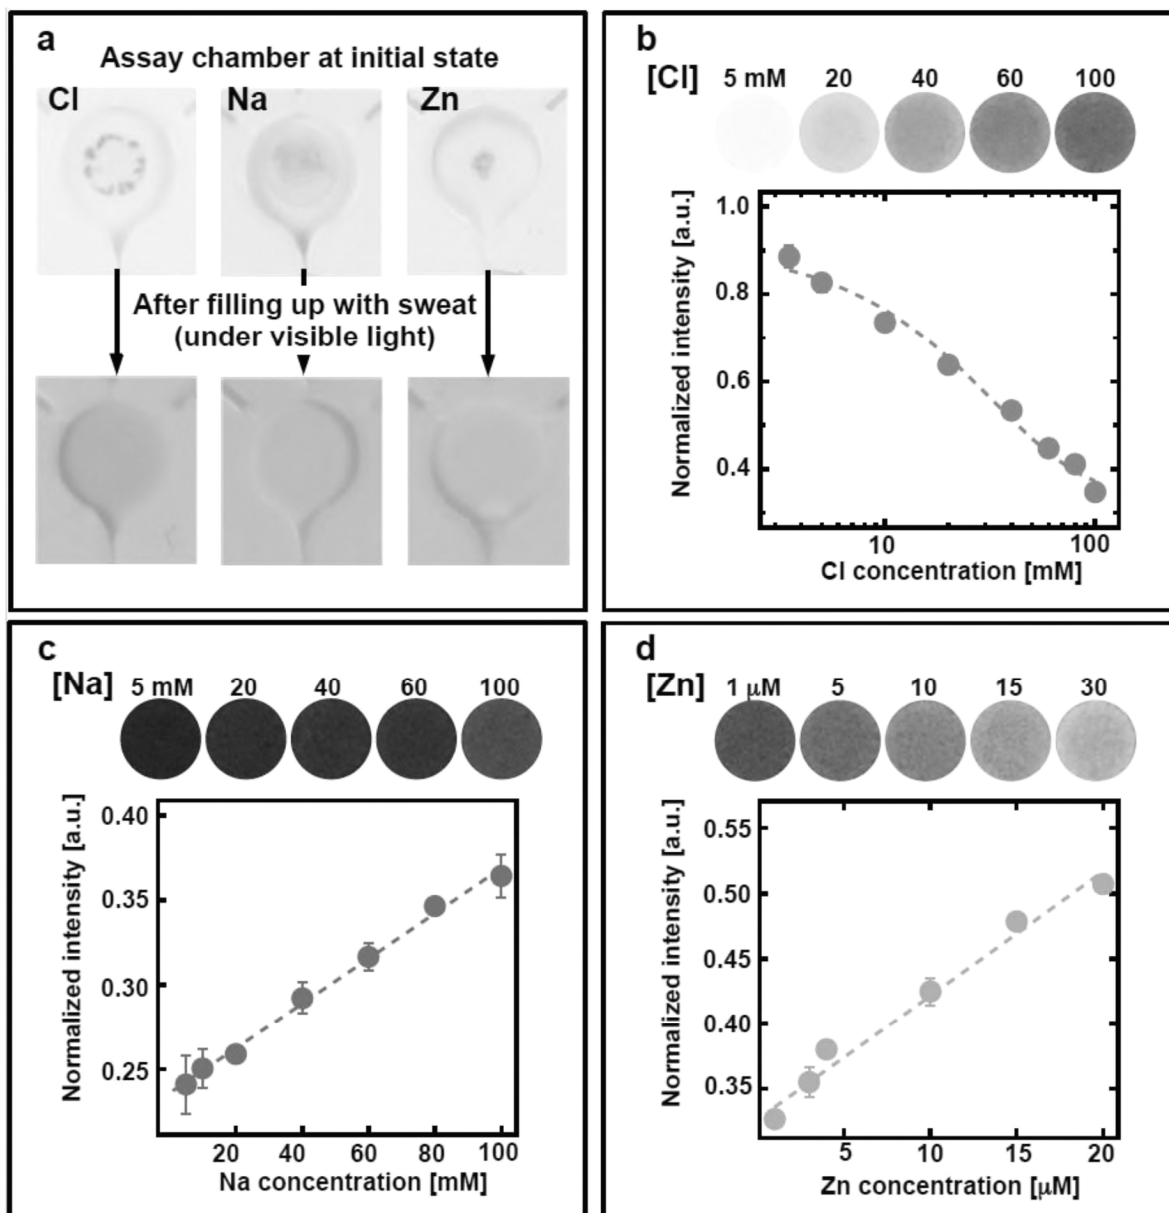 a
Assay chamber at initial state
Cl Na Zn
After filling up with sweat
(under visible light)
b
[Cl] 5 mM 20 40 60 100
Normalized intensity [a.u.]
1.0
0.8
0.6
0.4
10 100
Cl concentration [mM]
c
[Na] 5 mM 20 40 60 100
Normalized intensity [a.u.]
0.40
0.35
0.30
0.25
20 40 60 80 100
Na concentration [mM]
d
[Zn] 1 μM 5 10 15 30
Normalized intensity [a.u.]
0.55
0.50
0.45
0.40
0.35
5 10 15 20
Zn concentration [μM]